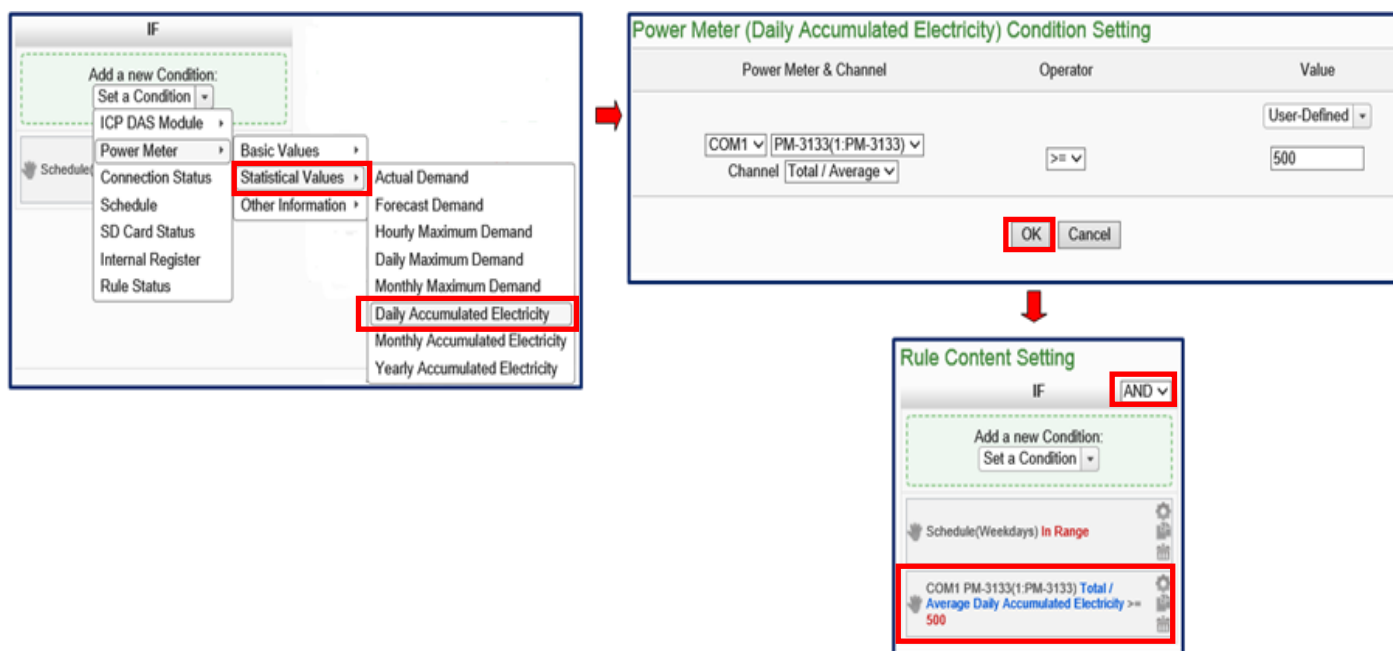 IF
Add a new Condition:
Set a Condition
ICP DAS Module
Power Meter
Connection Status
Schedule
SD Card Status
Internal Register
Rule Status
Schedule(
Basic Values
Statistical Values
Other Information
Actual Demand
Forecast Demand
Hourly Maximum Demand
Daily Maximum Demand
Monthly Maximum Demand
Daily Accumulated Electricity
Monthly Accumulated Electricity
Yearly Accumulated Electricity
Power Meter (Daily Accumulated Electricity) Condition Setting
Power Meter & Channel Operator Value
User-Defined
COM1 PM-3133(1:PM-3133) >= 500
Channel Total / Average
OK Cancel
Rule Content Setting
IF AND
Add a new Condition:
Set a Condition
Schedule(Weekdays) In Range
COM1 PM-3133(1:PM-3133) Total /
Average Daily Accumulated Electricity >=
500